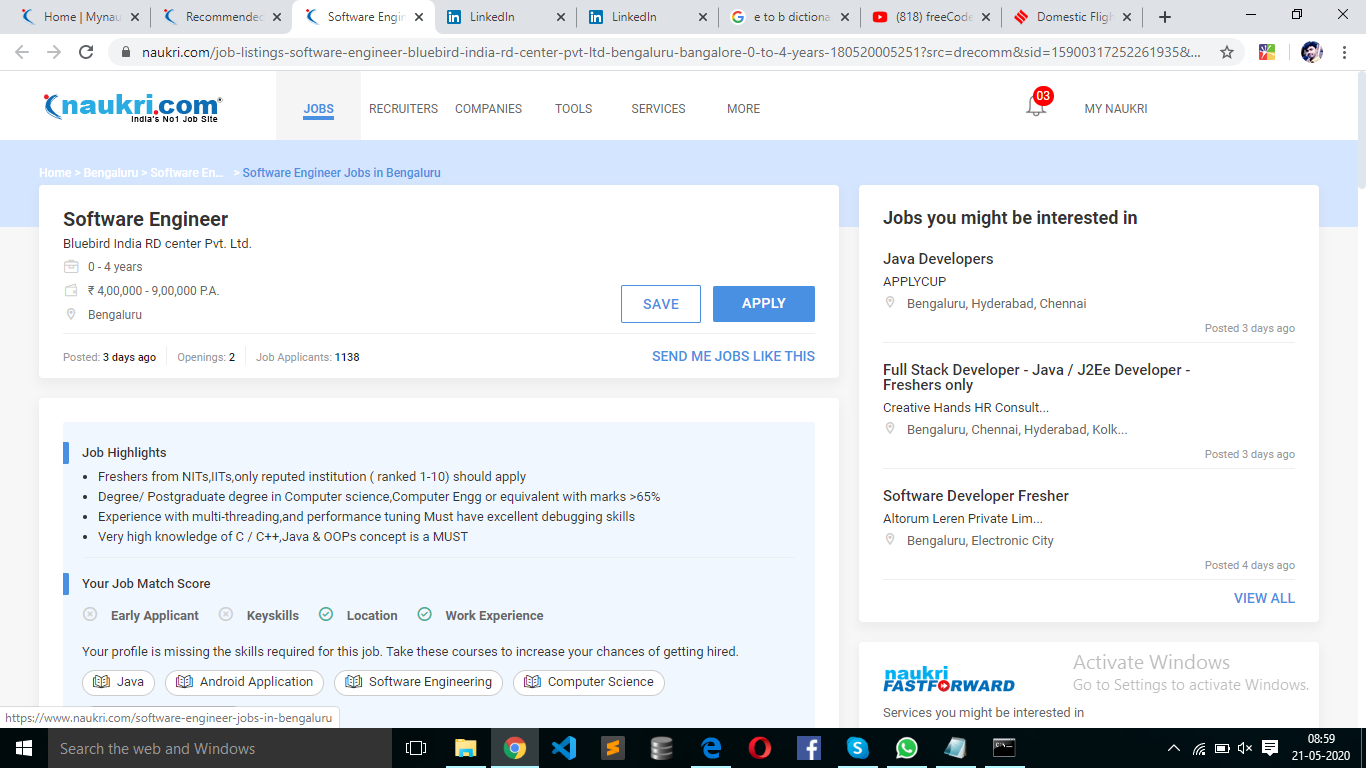 Home | Mynau
Recommended
Software Engin
LinkedIn
LinkedIn
e to b dictiona
(818) freeCode
Domestic Fligh
naukri.com/job-listings-software-engineer-bluebird-india-rd-center-pvt-ltd-bengaluru-bangalore-0-to-4-years-180520005251?src=drecomm&sid=15900317252261935&...
naukri.com
India's No1 Job Site
JOBS
RECRUITERS
COMPANIES
TOOLS
SERVICES
MORE
03
MY NAUKRI
Home > Bengaluru > Software En... > Software Engineer Jobs in Bengaluru
Software Engineer
Bluebird India RD center Pvt. Ltd.
0 - 4 years
₹ 4,00,000 - 9,00,000 P.A.
Bengaluru
SAVE
APPLY
Posted: 3 days ago
Openings: 2
Job Applicants: 1138
SEND ME JOBS LIKE THIS
Job Highlights
• Freshers from NITs,IITs,only reputed institution ( ranked 1-10) should apply
• Degree/ Postgraduate degree in Computer science,Computer Engg or equivalent with marks >65%
• Experience with multi-threading,and performance tuning Must have excellent debugging skills
• Very high knowledge of C / C++,Java & OOPs concept is a MUST
Your Job Match Score
Early Applicant
Keyskills
Location
Work Experience
Your profile is missing the skills required for this job. Take these courses to increase your chances of getting hired.
Java
Android Application
Software Engineering
Computer Science
https://www.naukri.com/software-engineer-jobs-in-bengaluru
Jobs you might be interested in
Java Developers
APPLYCUP
Bengaluru, Hyderabad, Chennai
Posted 3 days ago
Full Stack Developer - Java / J2Ee Developer -
Freshers only
Creative Hands HR Consult...
Bengaluru, Chennai, Hyderabad, Kolk...
Posted 3 days ago
Software Developer Fresher
Altorum Leren Private Lim...
Bengaluru, Electronic City
Posted 4 days ago
VIEW ALL
naukri
FASTFORWARD
Services you might be interested in
Activate Windows
Go to Settings to activate Windows.
Search the web and Windows
08:59
21-05-2020